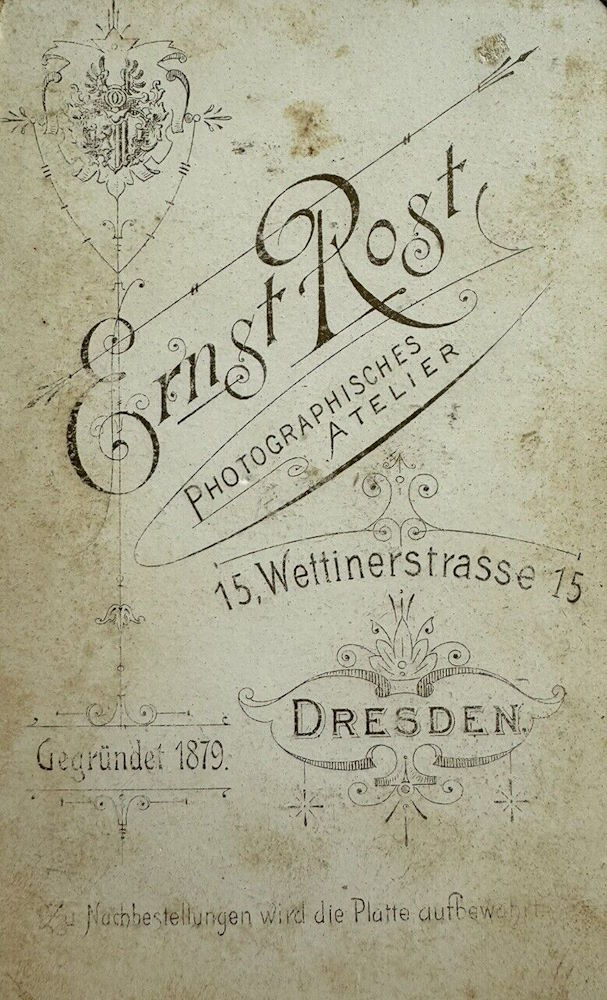 Ernst Rost
PHOTOGRAPHISCHES
ATELIER
15, Wettinerstrasse 15
DRESDEN.
Gegründet 1879.
Zu Nachbestellungen wird die Platte aufbewahrt